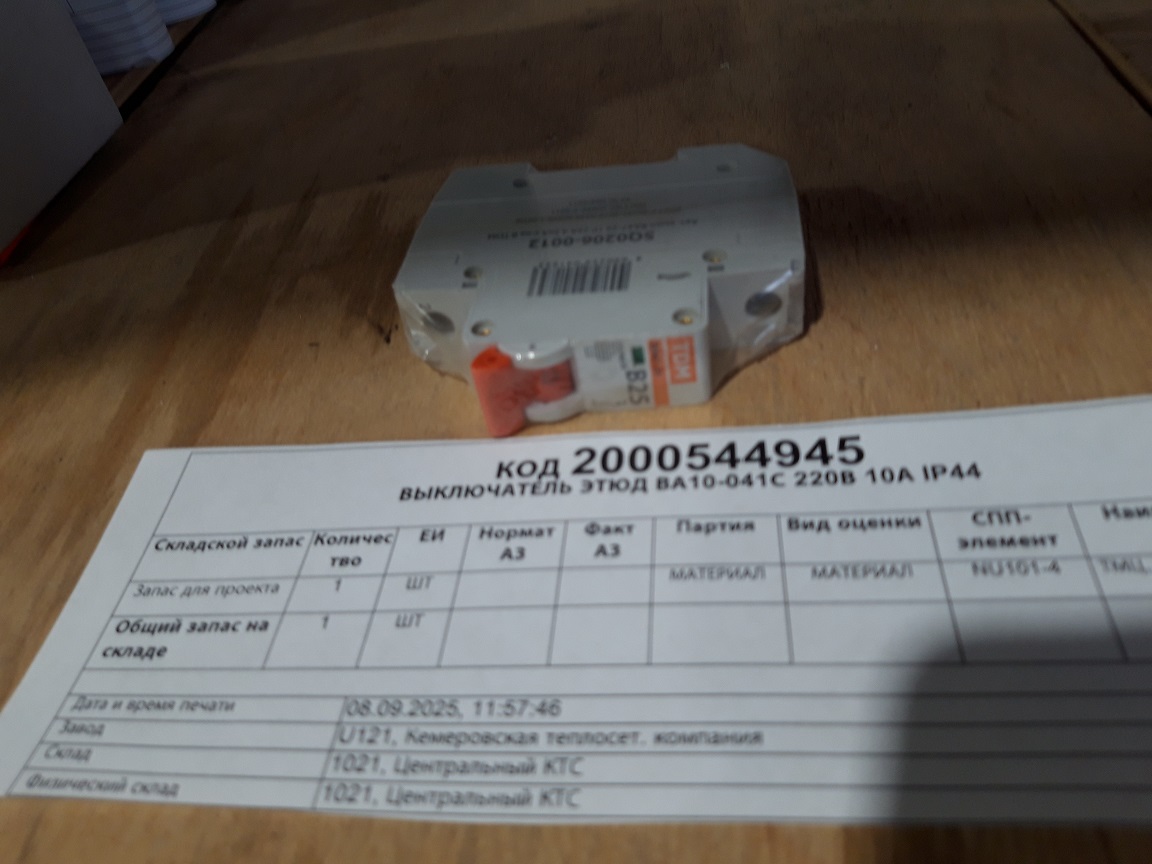 SQ0206-0012
TDM
B25
КОД 2000544945
ВЫКЛЮЧАТЕЛЬ ЭТЮД ВА10-041С 220В 10А IP44
Складской запас Количес тво ЕИ Нормат АЗ Факт АЗ Партия Вид оценки СПП-элемент
Запас для проекта 1 ШТ МАТЕРИАЛ МАТЕРИАЛ NU101-4 ТМЦ
Общий запас на складе 1 ШТ
Дата и время печати 08.09.2025, 11:57:46
Завод U121, Кемеровская теплосет. компания
Склад 1021, Центральный КТС
Физический склад 1021, Центральный КТС